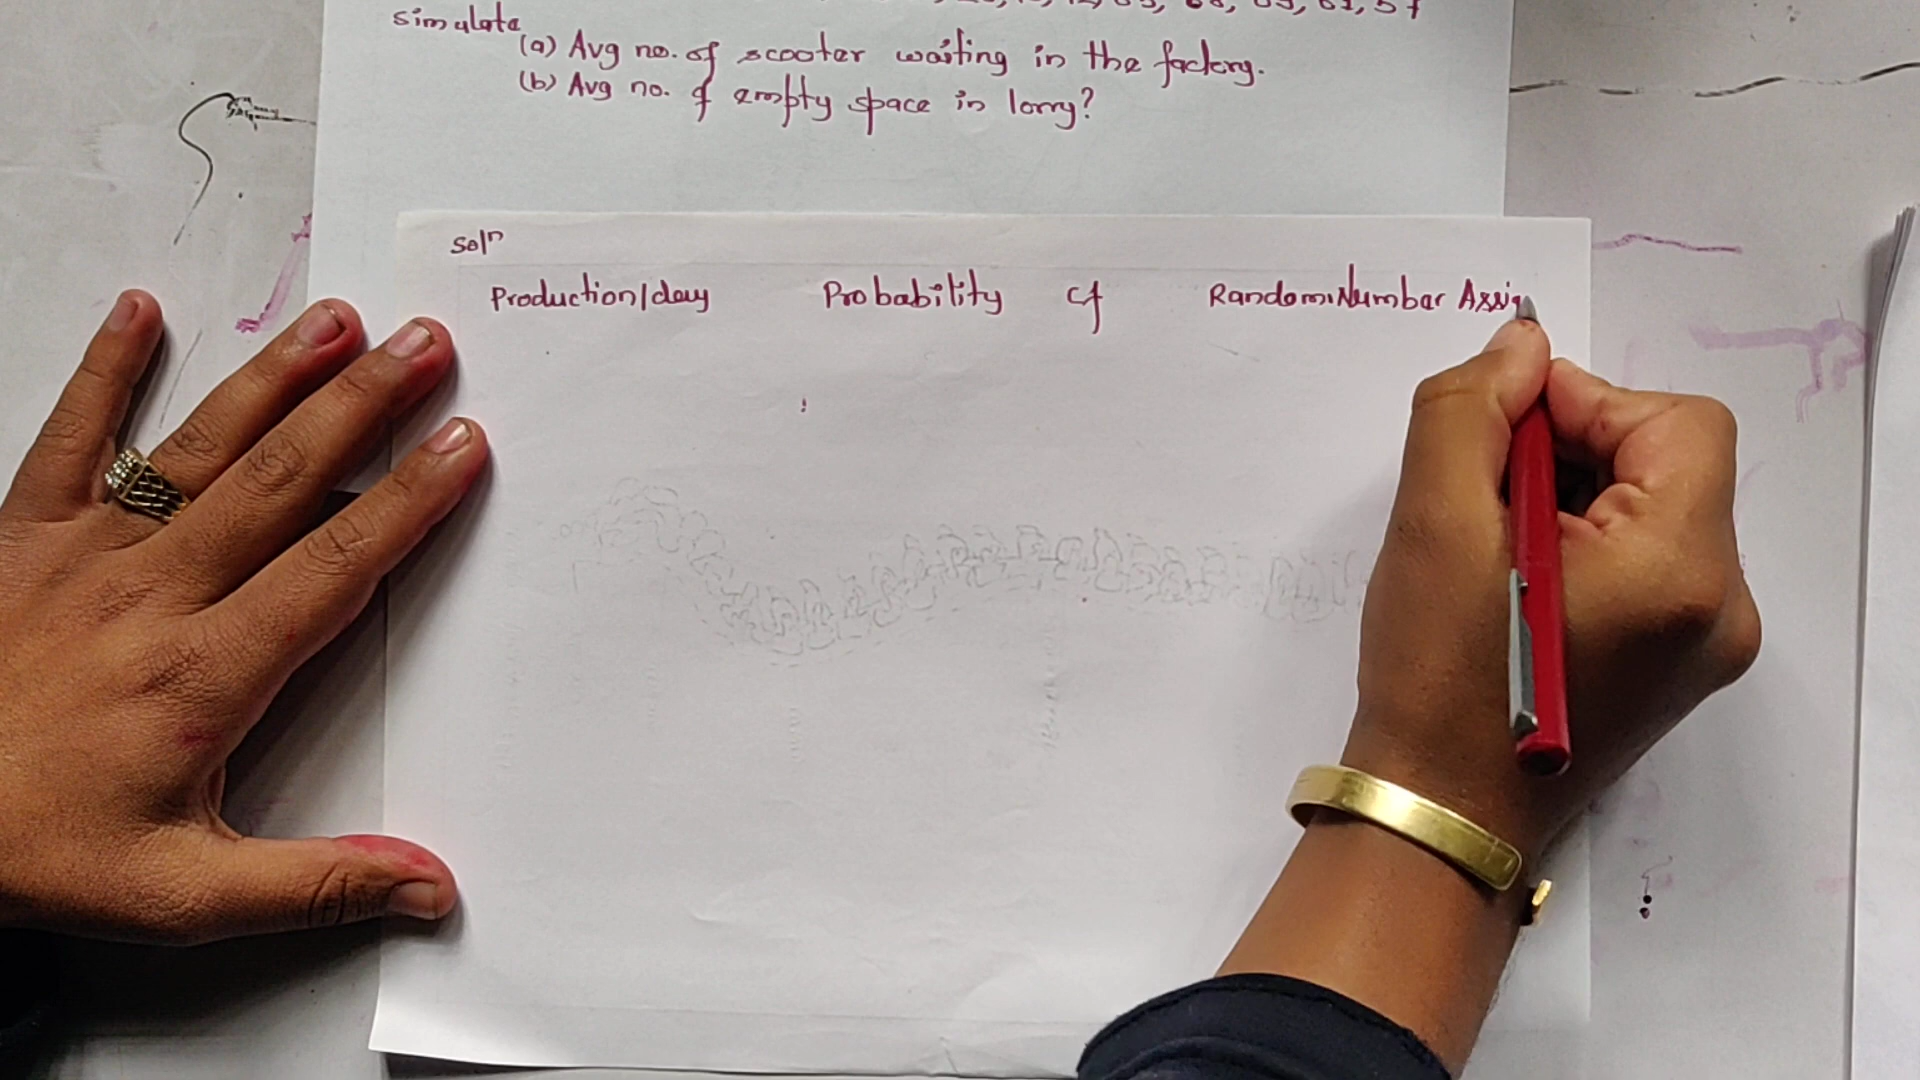 simulate
(a) Avg no. of scooter waiting in the factory.
(b) Avg no. of empty space in lorry?
Solⁿ
Production/day Probability cf Random Number Assig